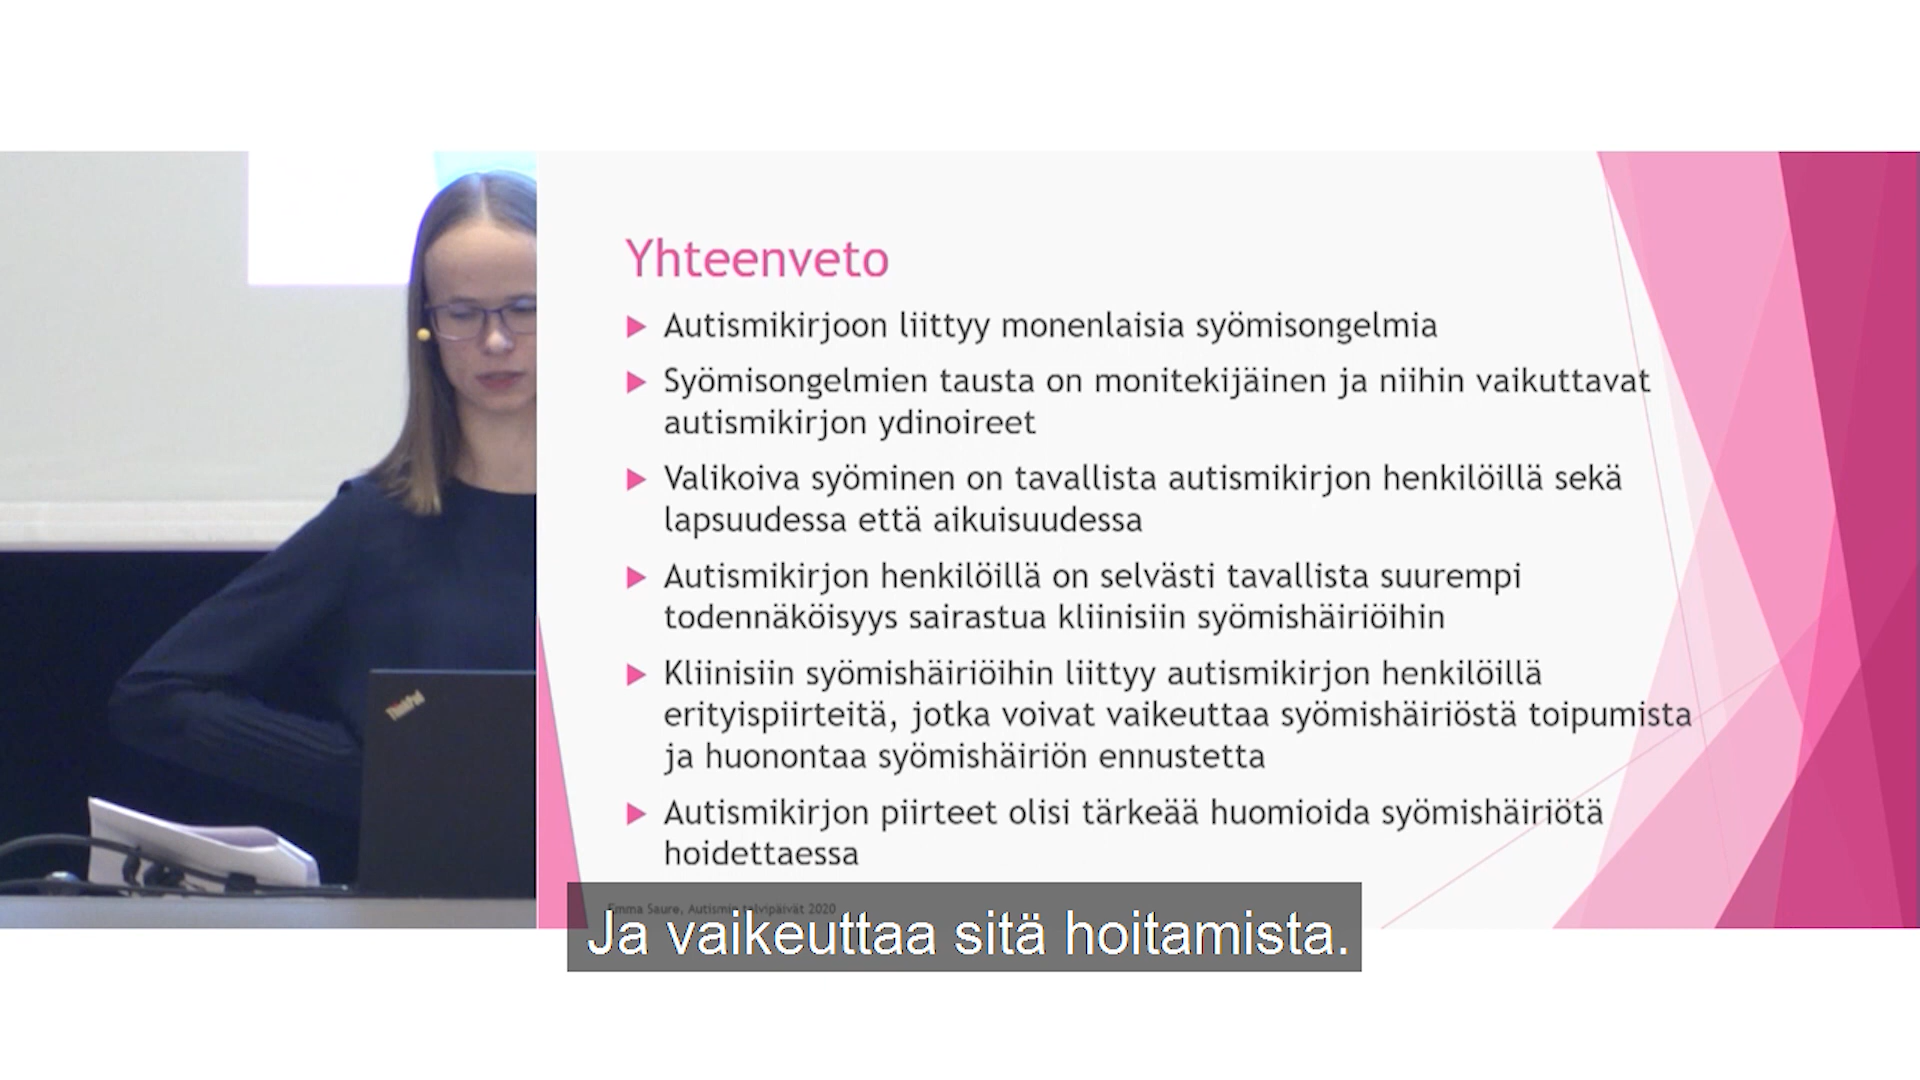 Yhteenveto
Autismikirjoon liittyy monenlaisia syömisongelmia
Syömisongelmien tausta on monitekijäinen ja niihin vaikuttavat
autismikirjon ydinoireet
Valikoiva syöminen on tavallista autismikirjon henkilöillä sekä
lapsuudessa että aikuisuudessa
Autismikirjon henkilöillä on selvästi tavallista suurempi
todennäköisyys sairastua kliinisiin syömishäiriöihin
Kliinisiin syömishäiriöihin liittyy autismikirjon henkilöillä
erityispiirteitä, jotka voivat vaikeuttaa syömishäiriöstä toipumista
ja huonontaa syömishäiriön ennustetta
Autismikirjon piirteet olisi tärkeää huomioida syömishäiriötä
hoidettaessa
Emma Saure, Autismin talvipäivät 2020
Ja vaikeuttaa sitä hoitamista.
ThinkPad